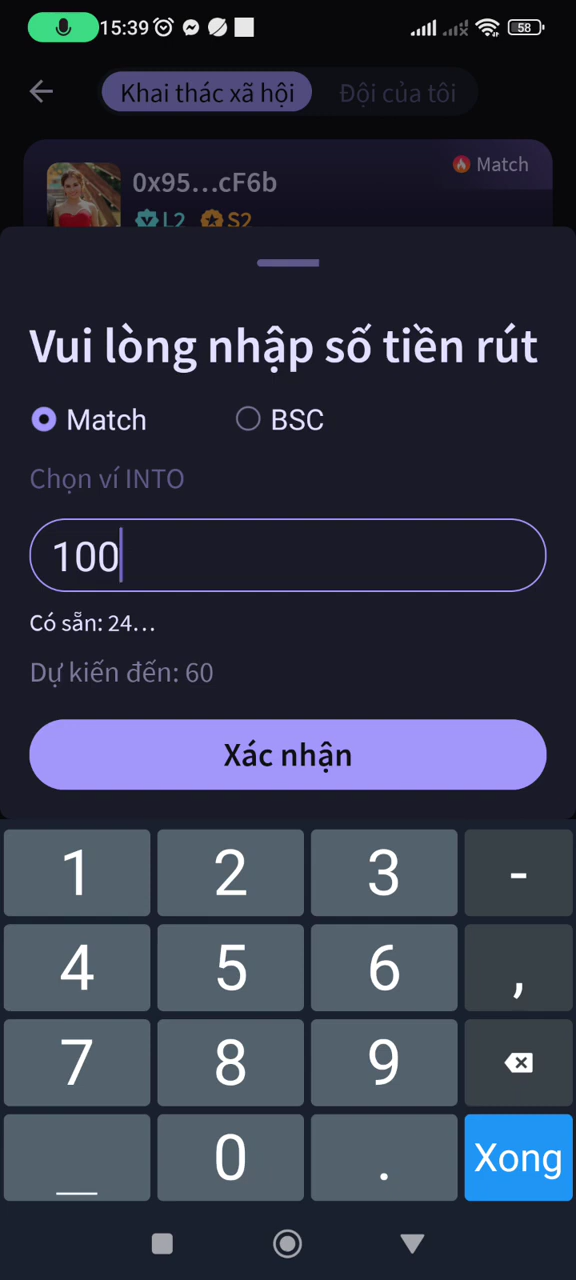 15:39
58
Khai thác xã hội
Đội của tôi
0x95...cF6b
Match
L2
S2
Vui lòng nhập số tiền rút
Match
BSC
Chọn ví INTO
100
Có sẵn: 24...
Dự kiến đến: 60
Xác nhận
1 2 3 -
4 5 6 ,
7 8 9
0 . Xong